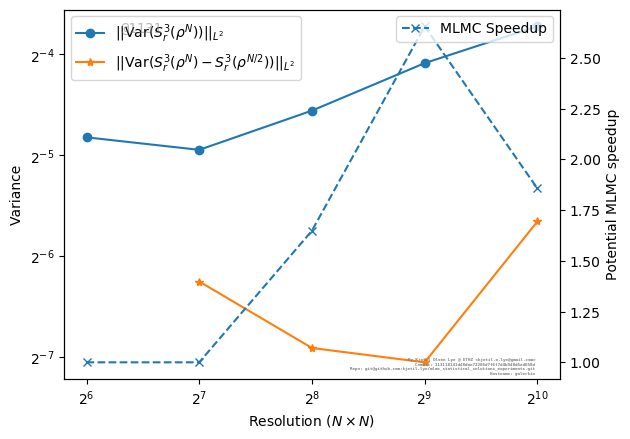 ||Var(S_r^3(ρ^N))||_{L^2}
||Var(S_r^3(ρ^N) − S_r^3(ρ^{N/2}))||_{L^2}
MLMC Speedup
2^{-4}
2^{-5}
2^{-6}
2^{-7}
Variance
2.50
2.25
2.00
1.75
1.50
1.25
1.00
Potential MLMC speedup
2^6
2^7
2^8
2^9
2^{10}
Resolution (N × N)